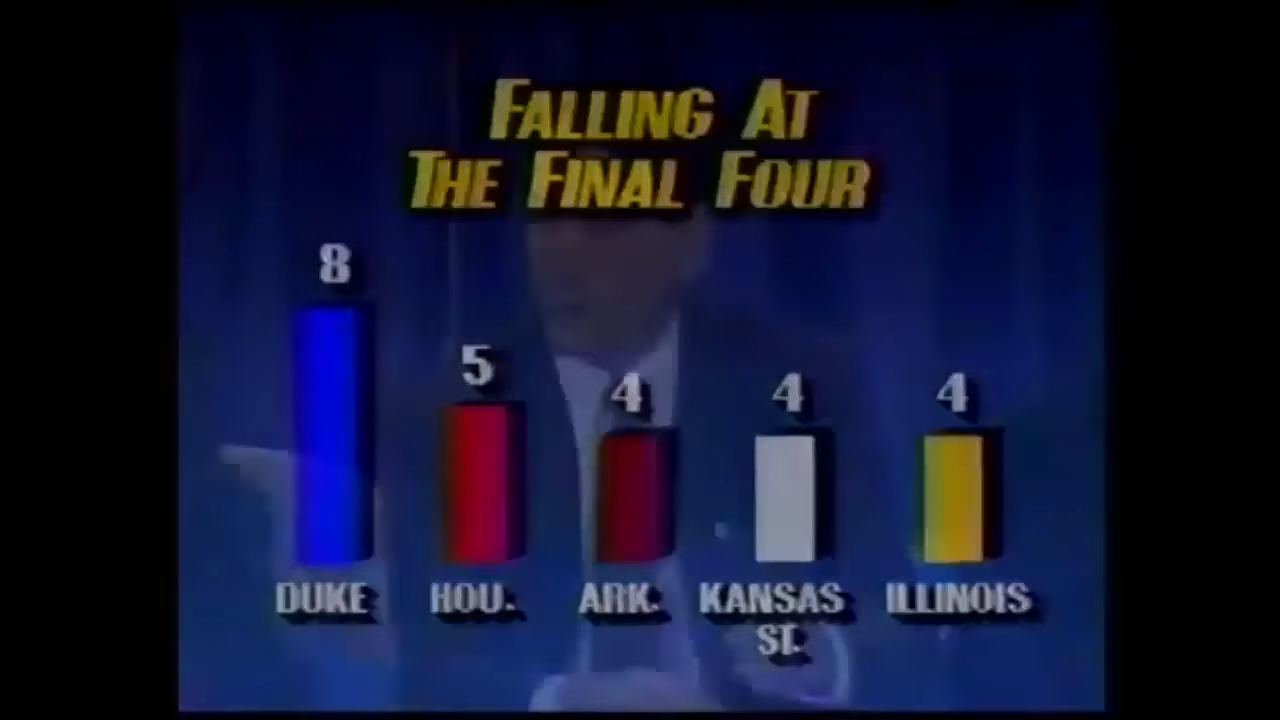 FALLING AT
THE FINAL FOUR
8
5
4
4
4
DUKE
HOU.
ARK.
KANSAS
ST.
ILLINOIS